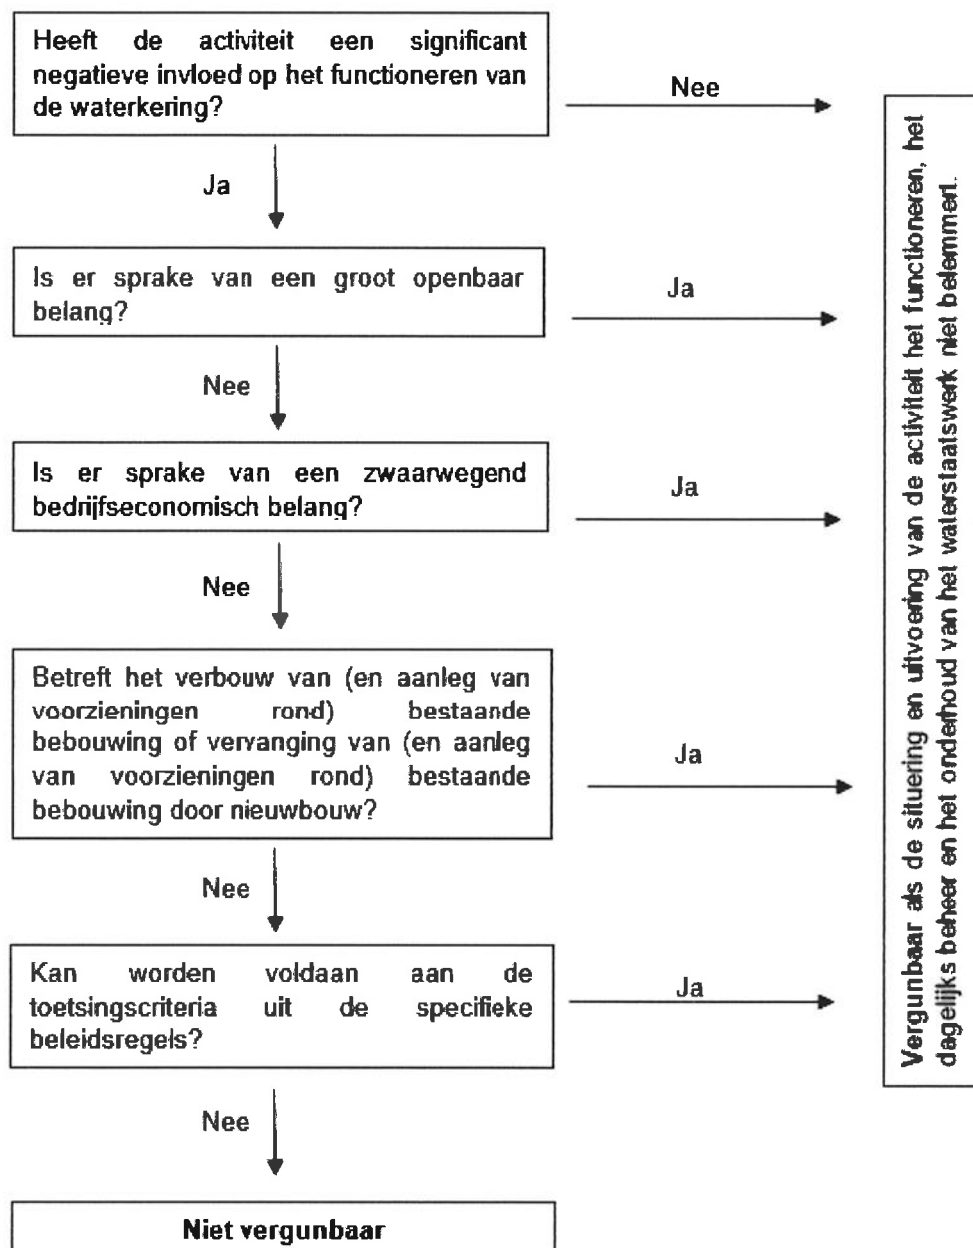 Heeft de activiteit een significant
negatieve invloed op het functioneren van
de waterkering?
Nee
Ja
Is er sprake van een groot openbaar
belang?
Ja
Nee
Is er sprake van een zwaarwegend
bedrijfseconomisch belang?
Ja
Nee
Betreft het verbouw van (en aanleg van
voorzieningen rond) bestaande
bebouwing of vervanging van (en aanleg
van voorzieningen rond) bestaande
bebouwing door nieuwbouw?
Ja
Nee
Kan worden voldaan aan de
toetsingscriteria uit de specifieke
beleidsregels?
Ja
Nee
Niet vergunbaar
Vergunbaar als de situering en uitvoering van de activiteit het functioneren, het
dagelijks beheer en het onderhoud van het waterstaatswerk niet belemmert.